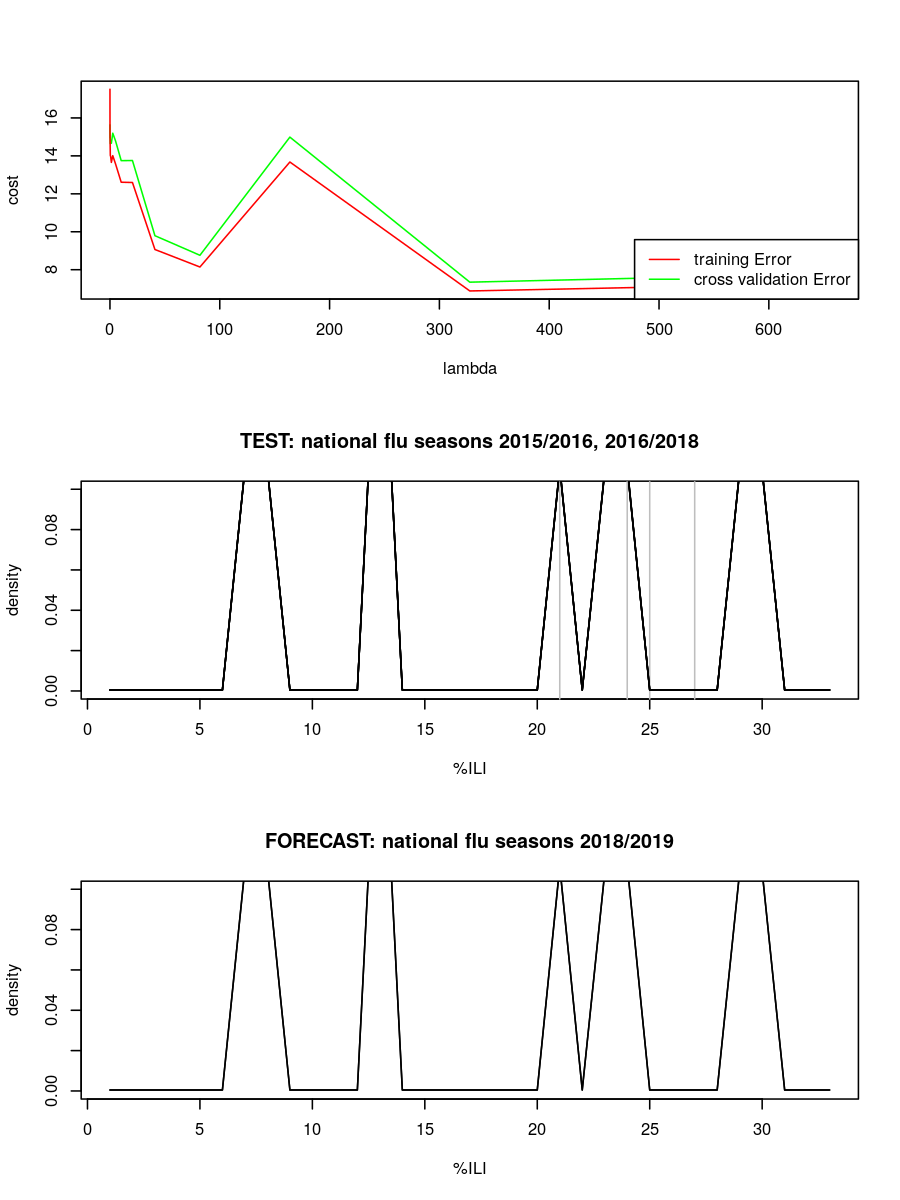 16
14
12
10
8
cost
training Error
cross validation Error
0 100 200 300 400 500 600
lambda
TEST: national flu seasons 2015/2016, 2016/2018
0.08
0.04
0.00
density
0 5 10 15 20 25 30
%ILI
FORECAST: national flu seasons 2018/2019
0.08
0.04
0.00
density
0 5 10 15 20 25 30
%ILI